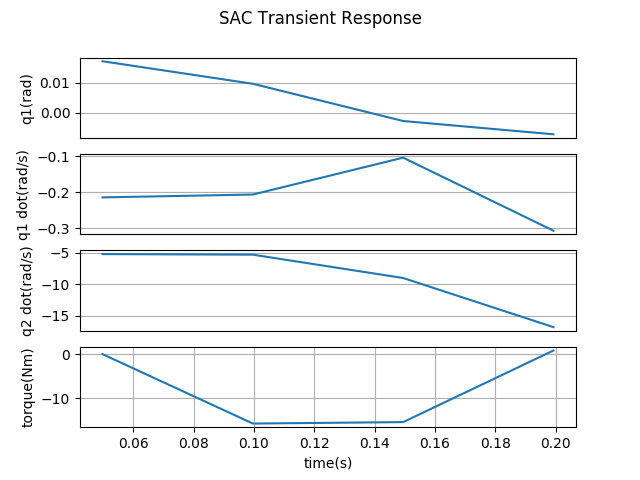 SAC Transient Response
q1(rad)
0.01
0.00
q1 dot(rad/s)
−0.1
−0.2
−0.3
q2 dot(rad/s)
−5
−10
−15
torque(Nm)
0
−10
0.06 0.08 0.10 0.12 0.14 0.16 0.18 0.20
time(s)